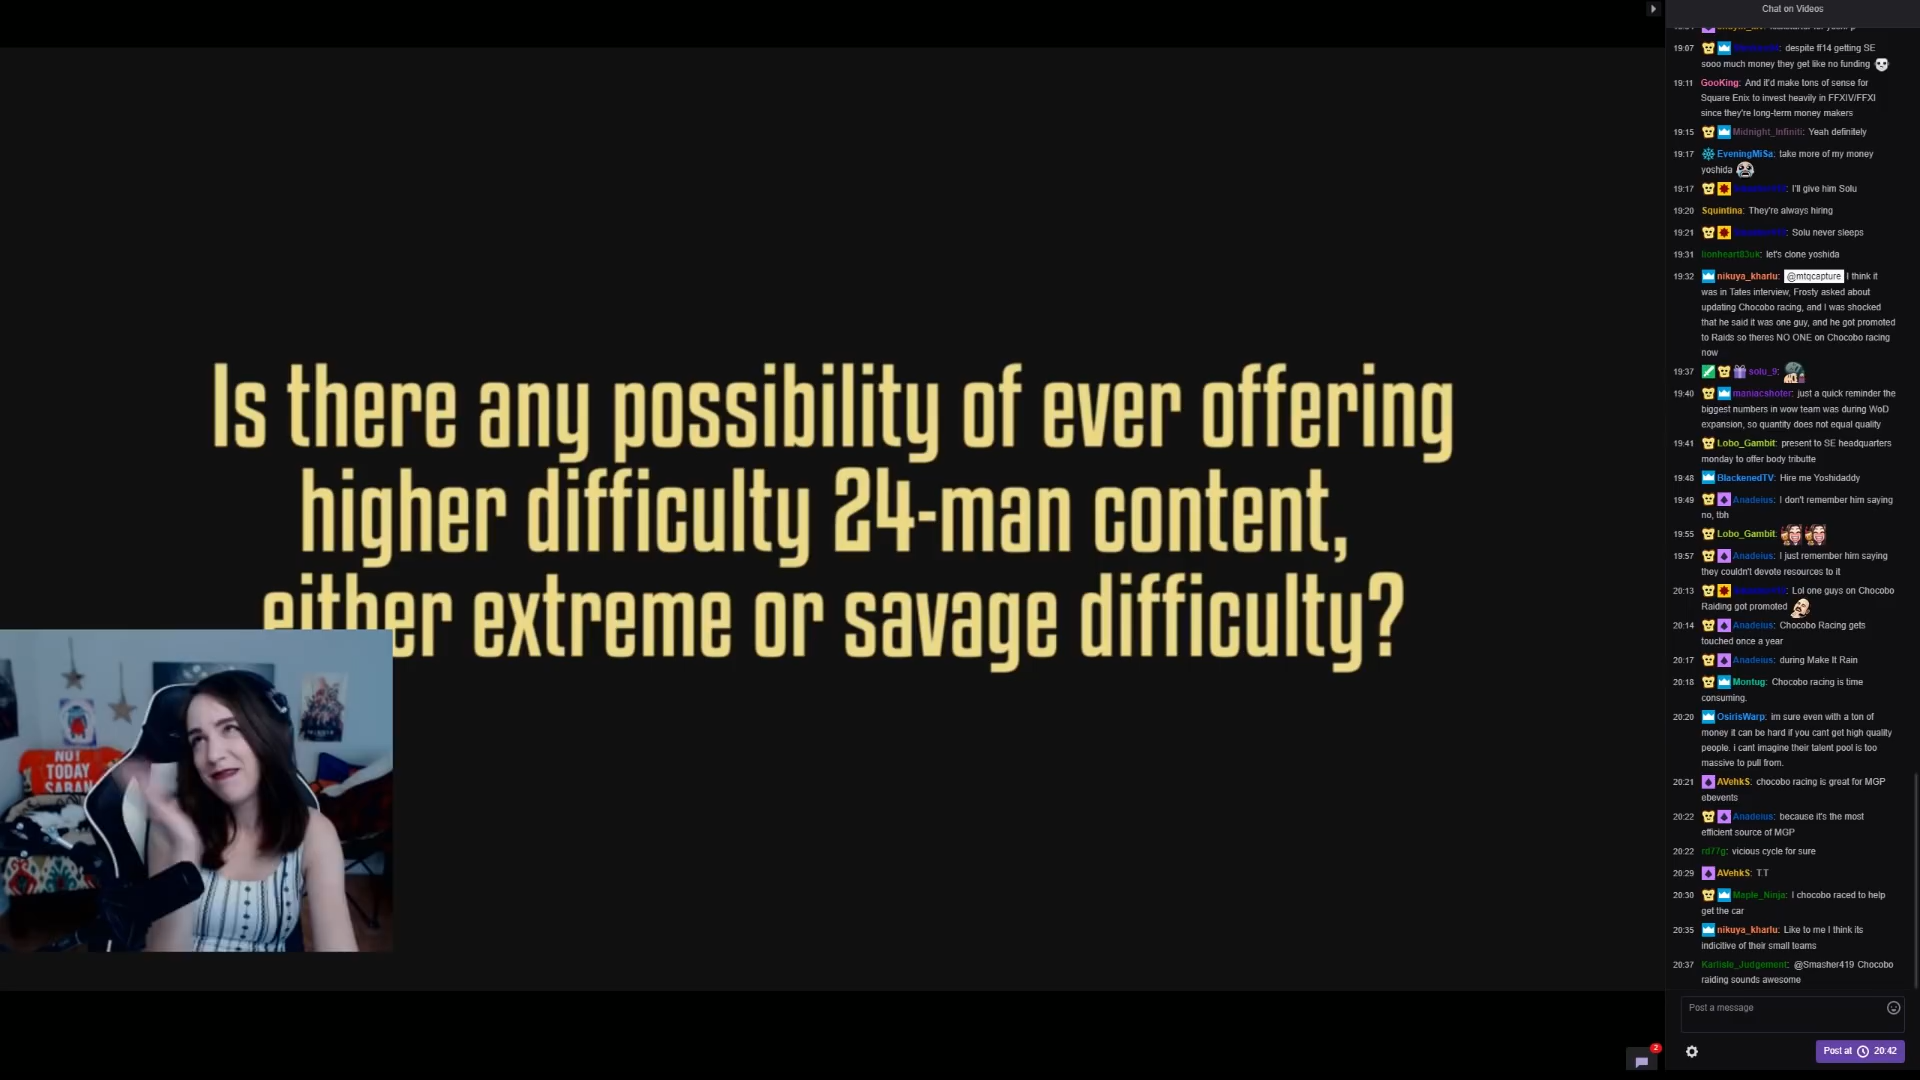 Is there any possibility of ever offering
higher difficulty 24-man content,
either extreme or savage difficulty?
NO!
TODAY
SABAN
Chat on Videos
19:07 despite ff14 getting SE
sooo much money they get like no funding
19:11 GooKing: And it'd make tons of sense for
Square Enix to invest heavily in FFXIV/FFXI
since they're long-term money makers
19:15 Midnight_Infiniti: Yeah definitely
19:17 EveningMiSa: take more of my money
yoshida
19:17 : I'll give him Solu
19:20 Squintina: They're always hiring
19:21 : Solu never sleeps
19:31 lionheart83uk: let's clone yoshida
19:32 nikuya_kharlu: @mtqcapture I think it
was in Tates interview, Frosty asked about
updating Chocobo racing, and I was shocked
that he said it was one guy, and he got promoted
to Raids so theres NO ONE on Chocobo racing
now
19:37 solu_9:
19:40 maniacshoter: just a quick reminder the
biggest numbers in wow team was during WoD
expansion, so quantity does not equal quality
19:41 Lobo_Gambit: present to SE headquarters
monday to offer body tributte
19:48 BlackenedTV: Hire me Yoshidaddy
19:49 Anadeius: I don't remember him saying
no, tbh
19:55 Lobo_Gambit:
19:57 Anadeius: I just remember him saying
they couldn't devote resources to it
20:13 : Lol one guys on Chocobo
Raiding got promoted
20:14 Anadeius: Chocobo Racing gets
touched once a year
20:17 Anadeius: during Make It Rain
20:18 Montug: Chocobo racing is time
consuming.
20:20 OsirisWarp: im sure even with a ton of
money it can be hard if you cant get high quality
people. i cant imagine their talent pool is too
massive to pull from.
20:21 AVehkS: chocobo racing is great for MGP
ebevents
20:22 Anadeius: because it's the most
efficient source of MGP
20:22 rd77g: vicious cycle for sure
20:29 AVehkS: T.T
20:30 Maple_Ninja: I chocobo raced to help
get the car
20:35 nikuya_kharlu: Like to me I think its
indicitive of their small teams
20:37 Karlisle_Judgement: @Smasher419 Chocobo
raiding sounds awesome
Post a message
Post at 20:42
2